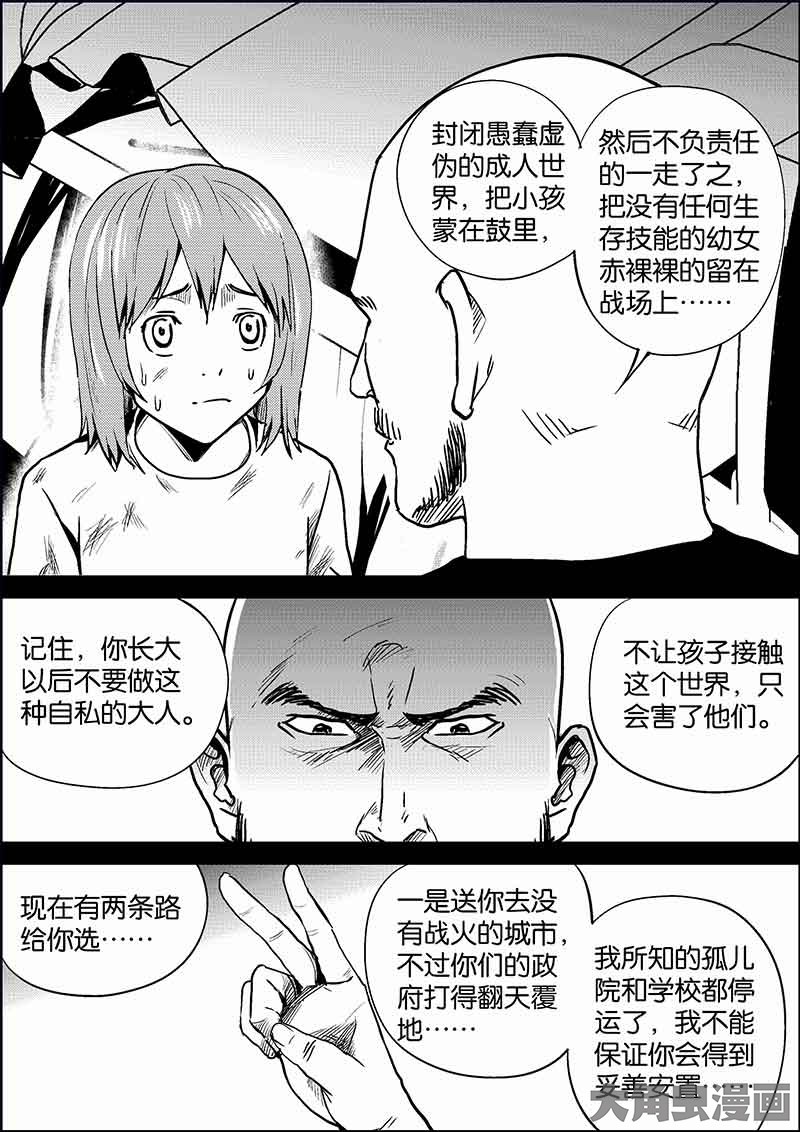 封闭愚蠢虚
伪的成人世
界，把小孩
蒙在鼓里，
然后不负责任
的一走了之，
把没有任何生
存技能的幼女
赤裸裸的留在
战场上……
记住，你长大
以后不要做这
种自私的大人。
不让孩子接触
这个世界，只
会害了他们。
现在有两条路
给你选……
一是送你去没
有战火的城市，
不过你们的政
府打得翻天覆
地……
我所知的孤儿
院和学校都停
运了，我不能
保证你会得到
妥善安置……
大角虫漫画